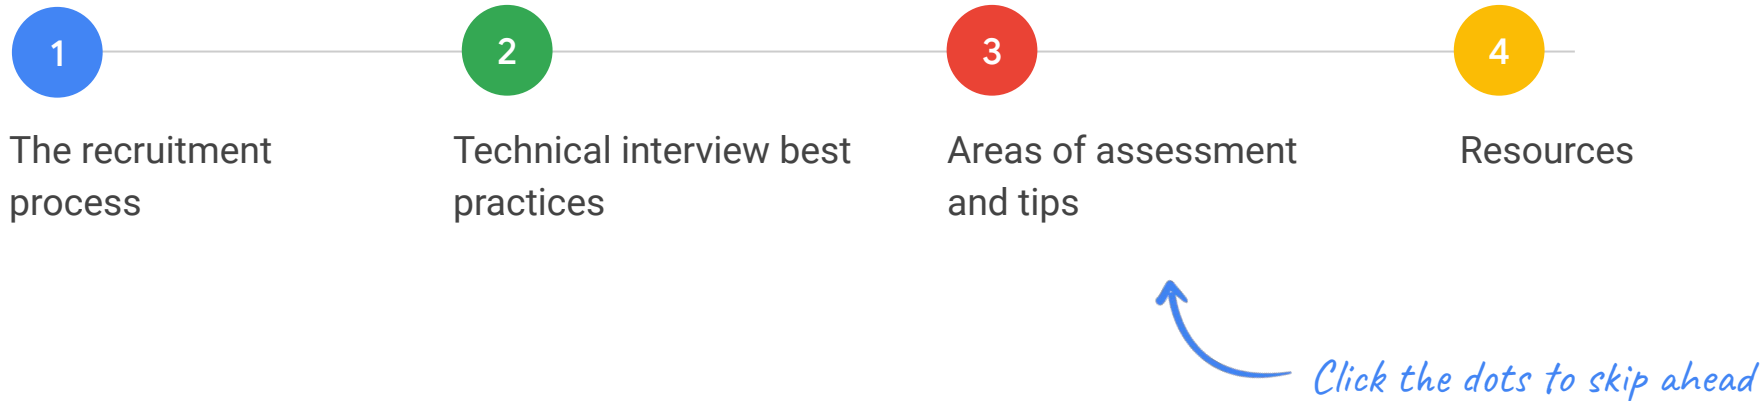 1
2
3
4
The recruitment
process
Technical interview best
practices
Areas of assessment
and tips
Resources
Click the dots to skip ahead